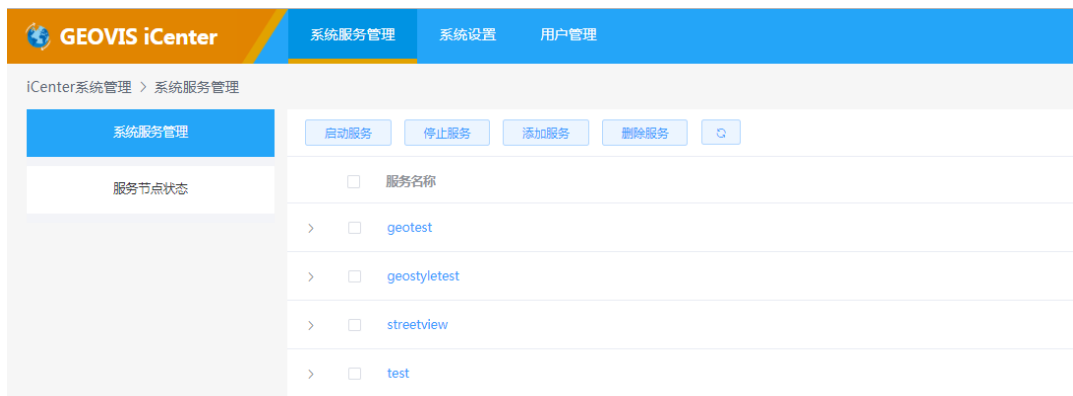 GEOVIS iCenter 系统服务管理 系统设置 用户管理
iCenter系统管理 > 系统服务管理
系统服务管理 启动服务 停止服务 添加服务 删除服务
服务节点状态 服务名称
geotest
geostyletest
streetview
test